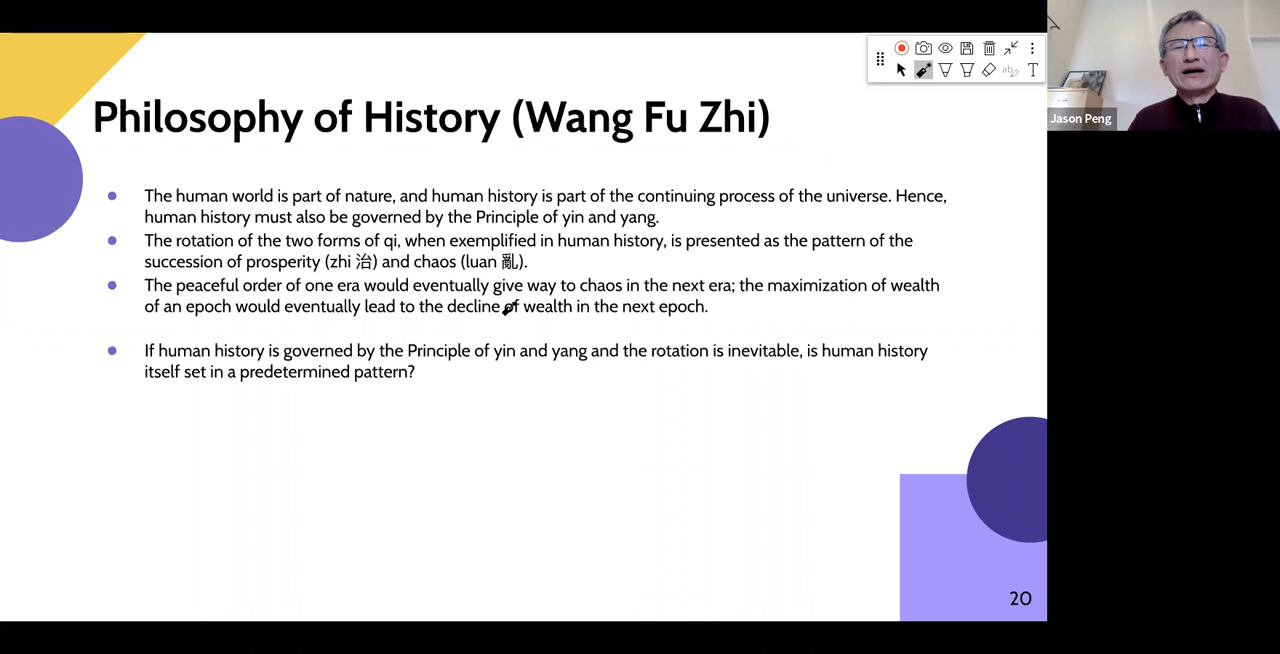 Philosophy of History (Wang Fu Zhi)
The human world is part of nature, and human history is part of the continuing process of the universe. Hence,
human history must also be governed by the Principle of yin and yang.
The rotation of the two forms of qi, when exemplified in human history, is presented as the pattern of the
succession of prosperity (zhi 治) and chaos (luan 亂).
The peaceful order of one era would eventually give way to chaos in the next era; the maximization of wealth
of an epoch would eventually lead to the decline of wealth in the next epoch.
If human history is governed by the Principle of yin and yang and the rotation is inevitable, is human history
itself set in a predetermined pattern?
20
Jason Peng
ab
T